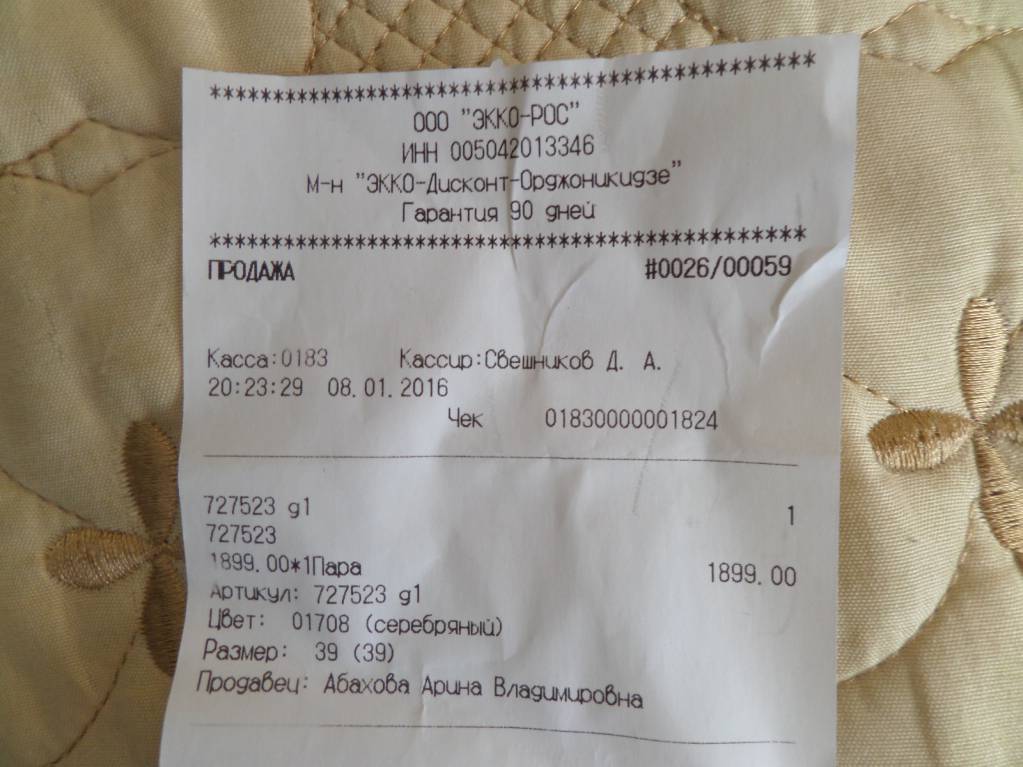 ************************************************
ООО "ЭККО-РОС"
ИНН 005042013346
М-н "ЭККО-Дисконт-Орджоникидзе"
Гарантия 90 дней
************************************************
ПРОДАЖА #0026/00059
Касса:0183 Кассир:Свешников Д. А.
20:23:29 08.01.2016
Чек 01830000001824
727523 д1 1
727523
1899.00*1Пара 1899.00
Артикул: 727523 д1
Цвет: 01708 (серебряный)
Размер: 39 (39)
Продавец: Абахова Арина Владимировна